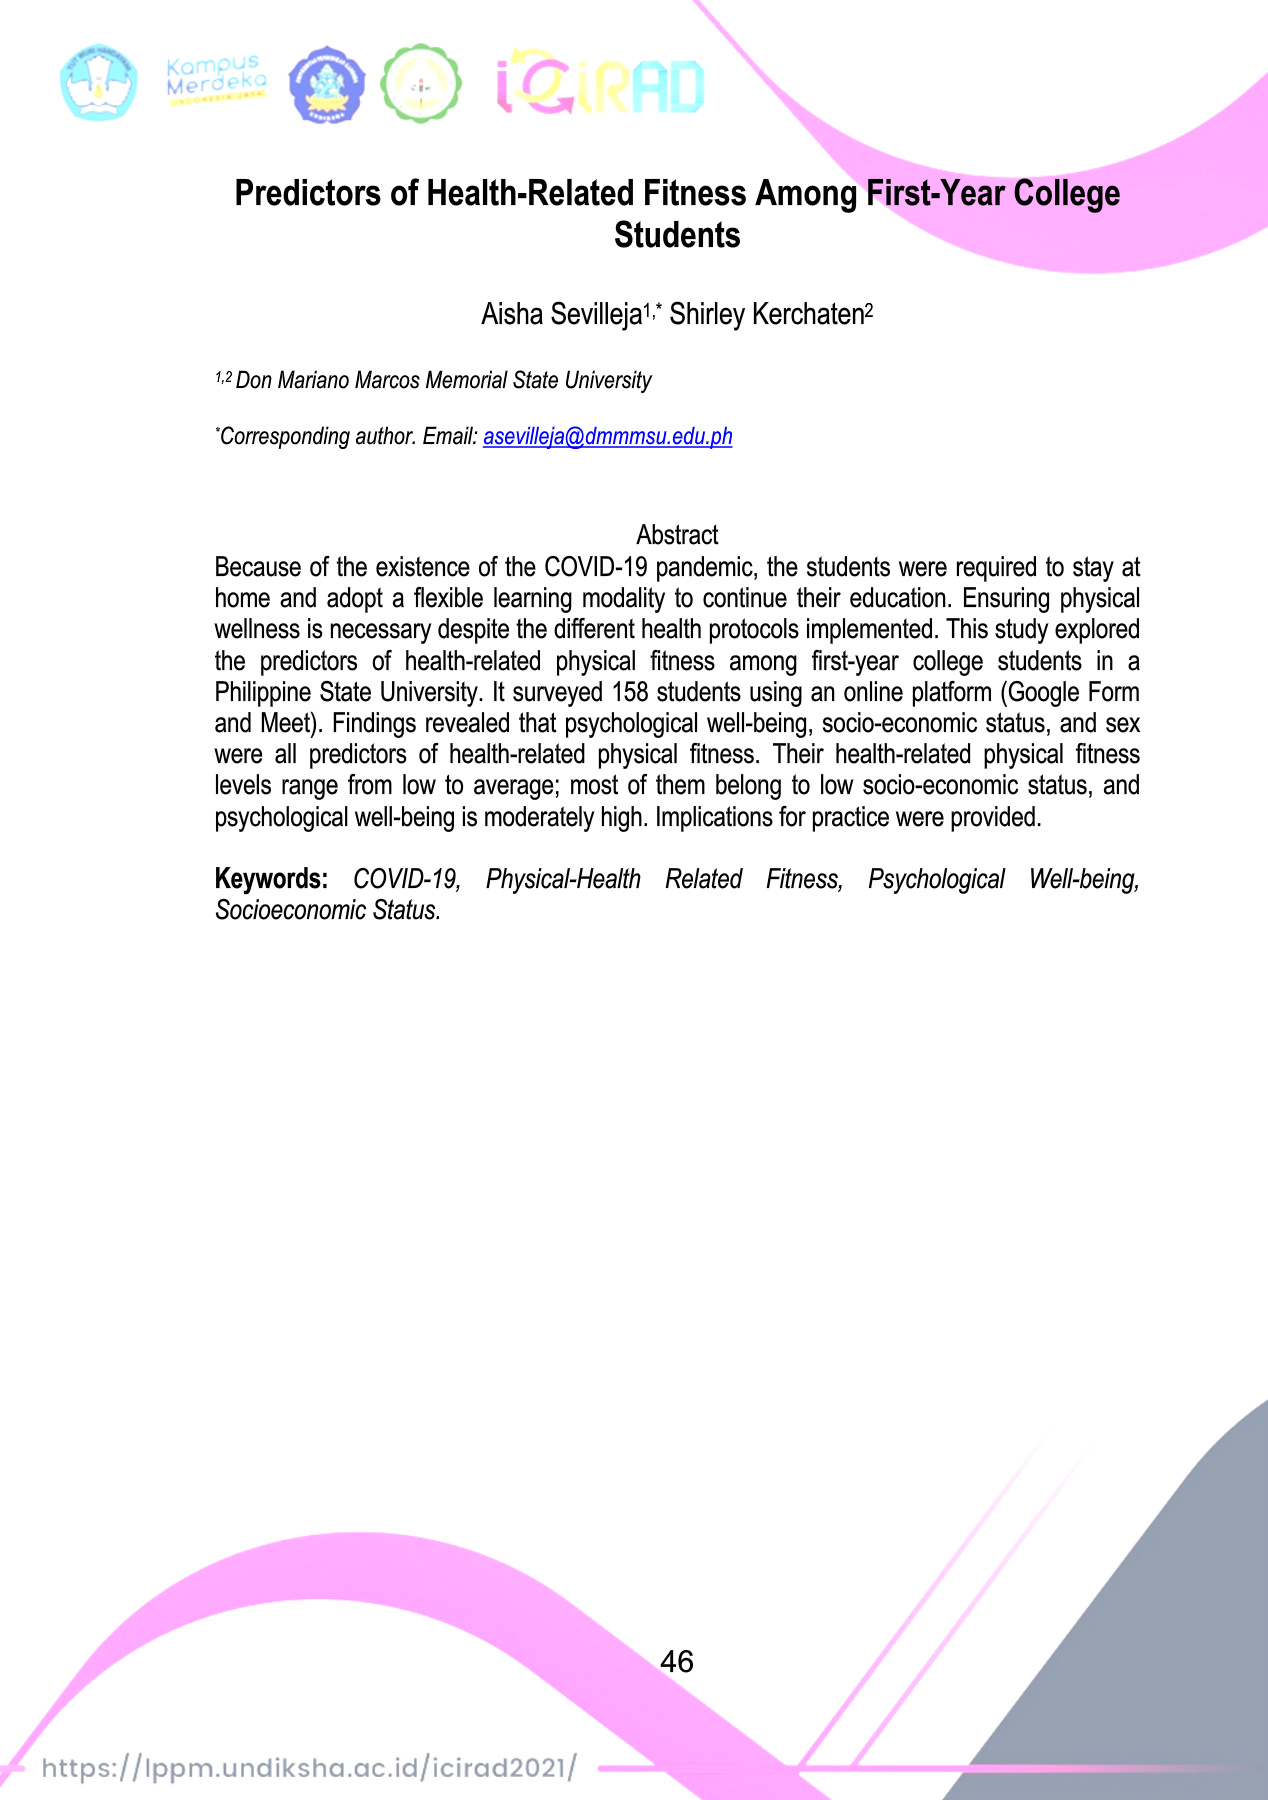 TUT WURI HANDAYANI
Kampus
Merdeka
INDONESIA JAYA
iCiRAD
Predictors of Health-Related Fitness Among First-Year College
Students
Aisha Sevilleja1,* Shirley Kerchaten2
1,2 Don Mariano Marcos Memorial State University
*Corresponding author. Email: asevilleja@dmmmsu.edu.ph
Abstract
Because of the existence of the COVID-19 pandemic, the students were required to stay at
home and adopt a flexible learning modality to continue their education. Ensuring physical
wellness is necessary despite the different health protocols implemented. This study explored
the predictors of health-related physical fitness among first-year college students in a
Philippine State University. It surveyed 158 students using an online platform (Google Form
and Meet). Findings revealed that psychological well-being, socio-economic status, and sex
were all predictors of health-related physical fitness. Their health-related physical fitness
levels range from low to average; most of them belong to low socio-economic status, and
psychological well-being is moderately high. Implications for practice were provided.
Keywords: COVID-19, Physical-Health Related Fitness, Psychological Well-being,
Socioeconomic Status.
46
https://lppm.undiksha.ac.id/icirad2021/